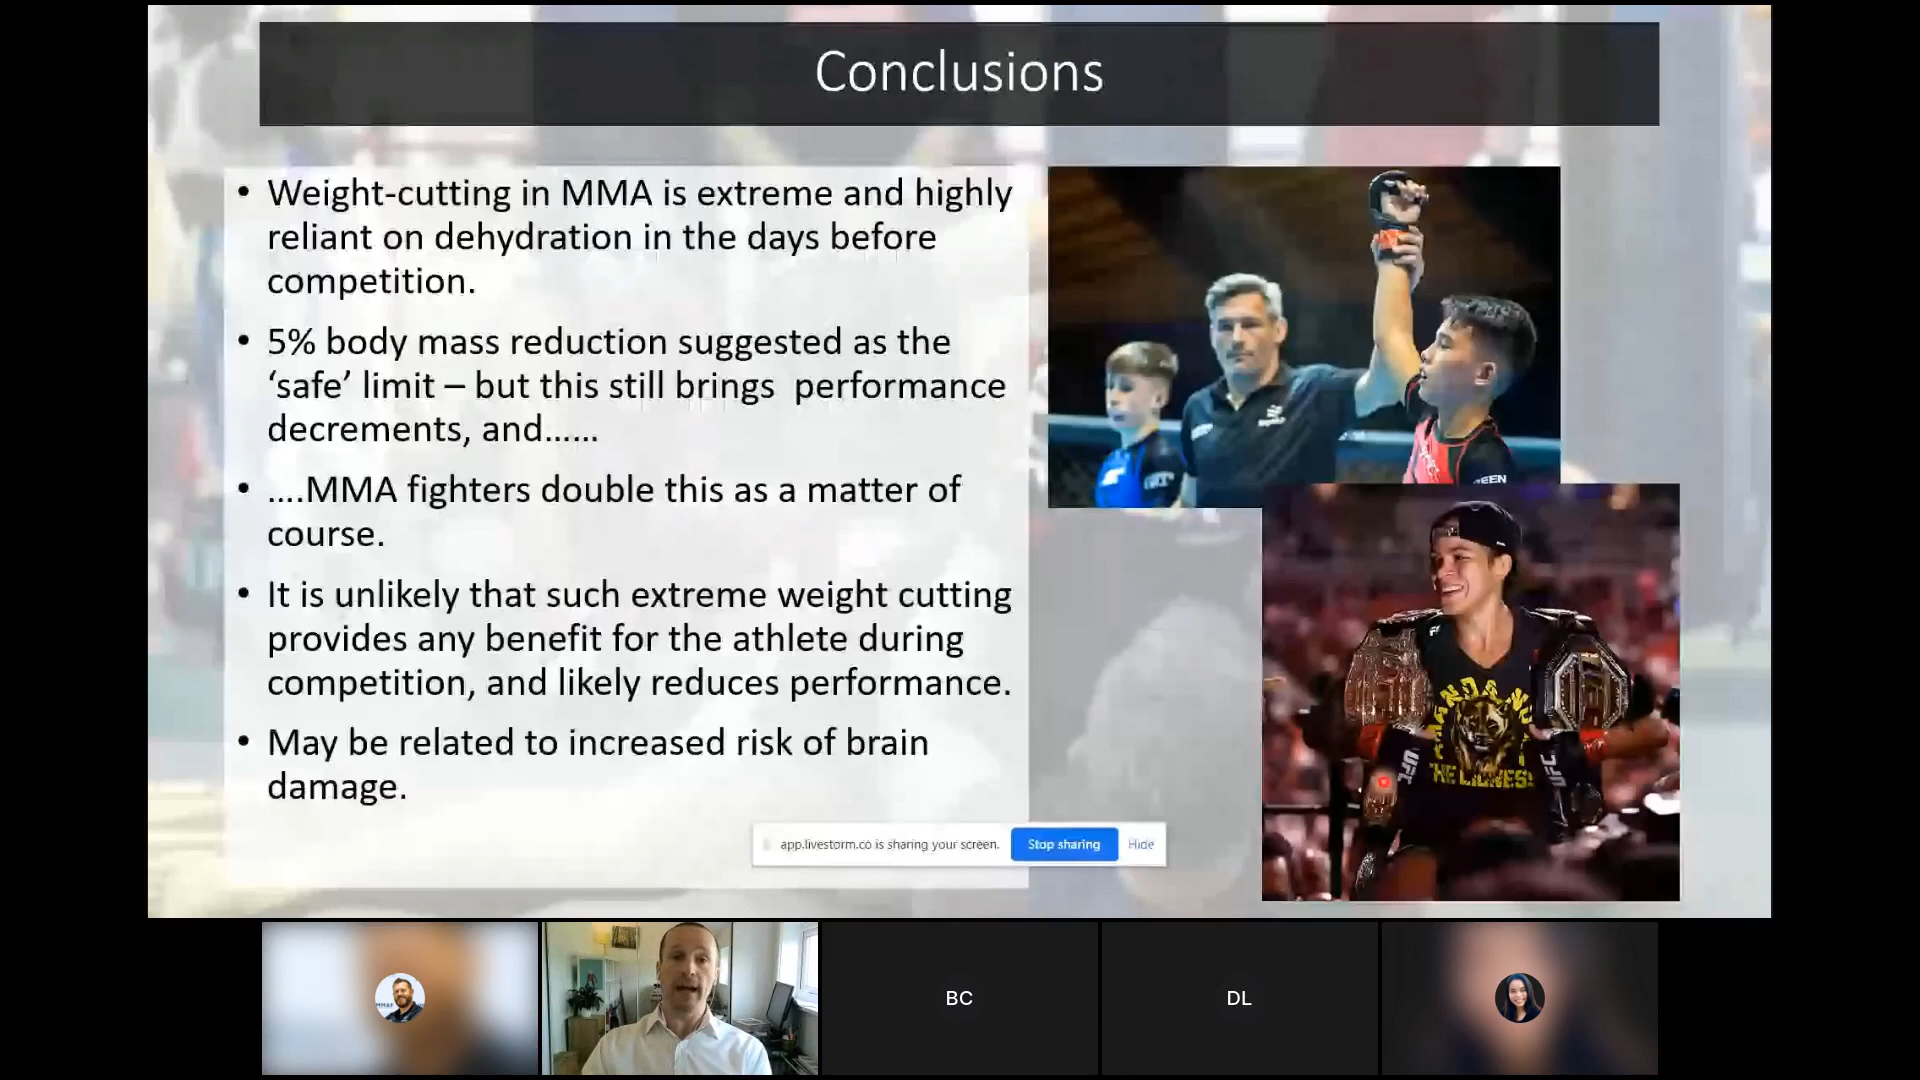 Conclusions
• Weight-cutting in MMA is extreme and highly
reliant on dehydration in the days before
competition.
• 5% body mass reduction suggested as the
‘safe’ limit – but this still brings  performance
decrements, and......
• ....MMA fighters double this as a matter of
course.
• It is unlikely that such extreme weight cutting
provides any benefit for the athlete during
competition, and likely reduces performance.
• May be related to increased risk of brain
damage.
UFC
UFC
app.livestorm.co is sharing your screen.
Stop sharing
Hide
BC
DL